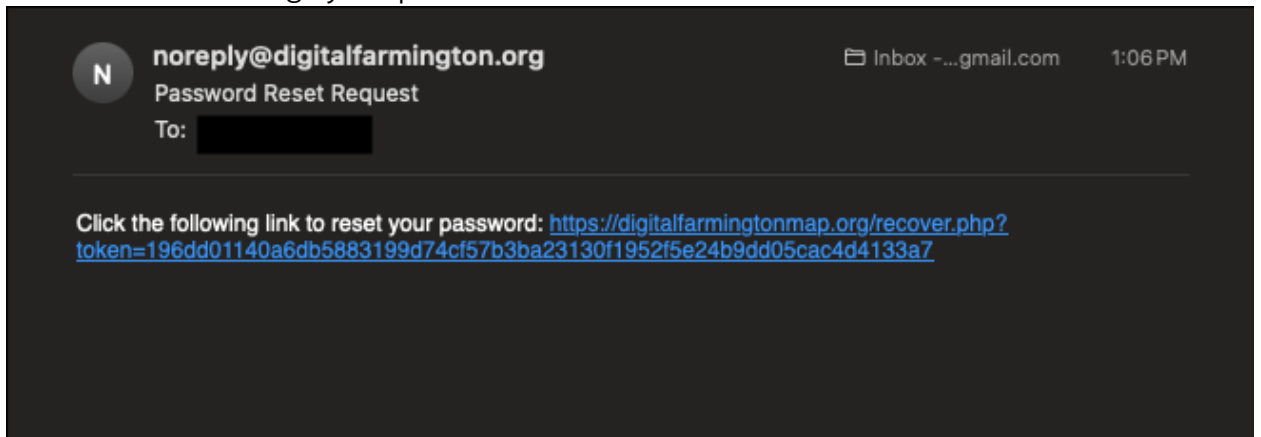 N
noreply@digitalfarmington.org
Inbox -...gmail.com
1:06 PM
Password Reset Request
To:
Click the following link to reset your password: https://digitalfarmingtonmap.org/recover.php?
token=196dd01140a6db5883199d74cf57b3ba23130f1952f5e24b9dd05cac4d4133a7